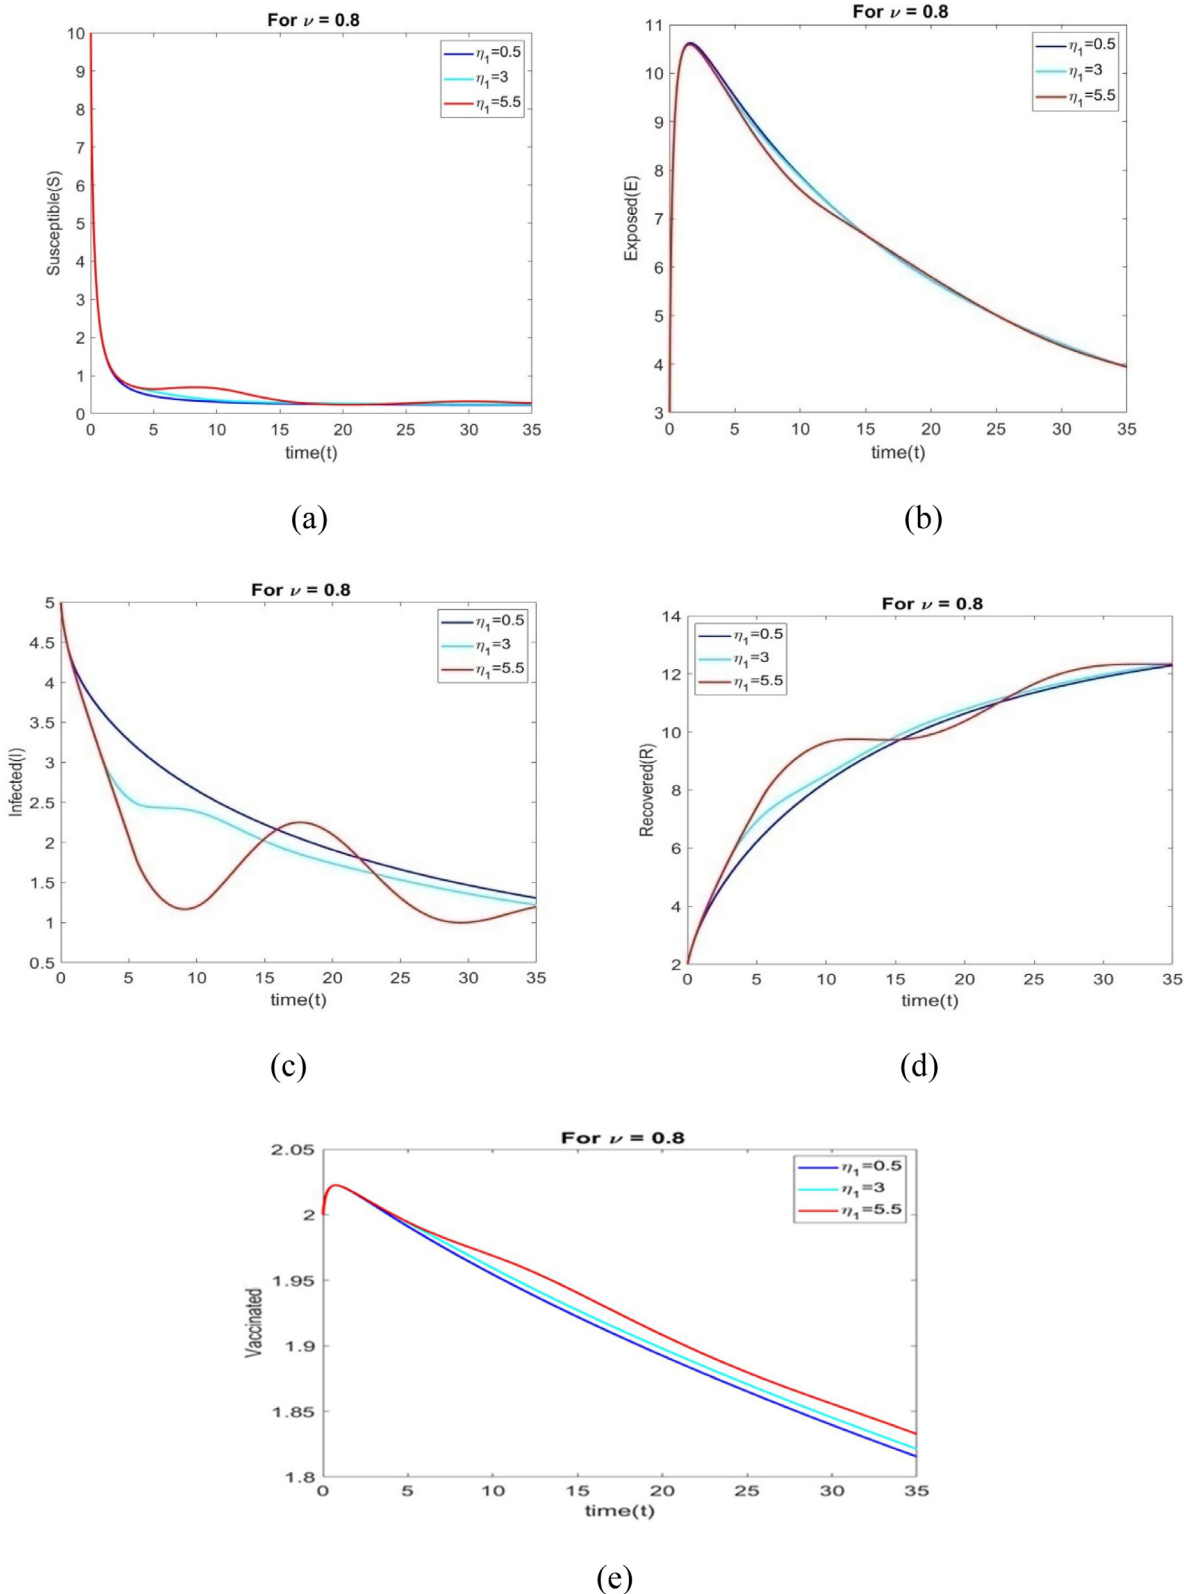 For ν = 0.8
10
9
8
7
6
5
4
3
2
1
0
Susceptible(S)
η1=0.5
η1=3
η1=5.5
0 5 10 15 20 25 30 35
time(t)
(a)
For ν = 0.8
11
10
9
8
7
6
5
4
3
Exposed(E)
η1=0.5
η1=3
η1=5.5
0 5 10 15 20 25 30 35
time(t)
(b)
For ν = 0.8
5
4.5
4
3.5
3
2.5
2
1.5
1
0.5
Infected(I)
η1=0.5
η1=3
η1=5.5
0 5 10 15 20 25 30 35
time(t)
(c)
For ν = 0.8
14
12
10
8
6
4
2
Recovered(R)
η1=0.5
η1=3
η1=5.5
0 5 10 15 20 25 30 35
time(t)
(d)
For ν = 0.8
2.05
2
1.95
1.9
1.85
1.8
Vaccinated
η1=0.5
η1=3
η1=5.5
0 5 10 15 20 25 30 35
time(t)
(e)